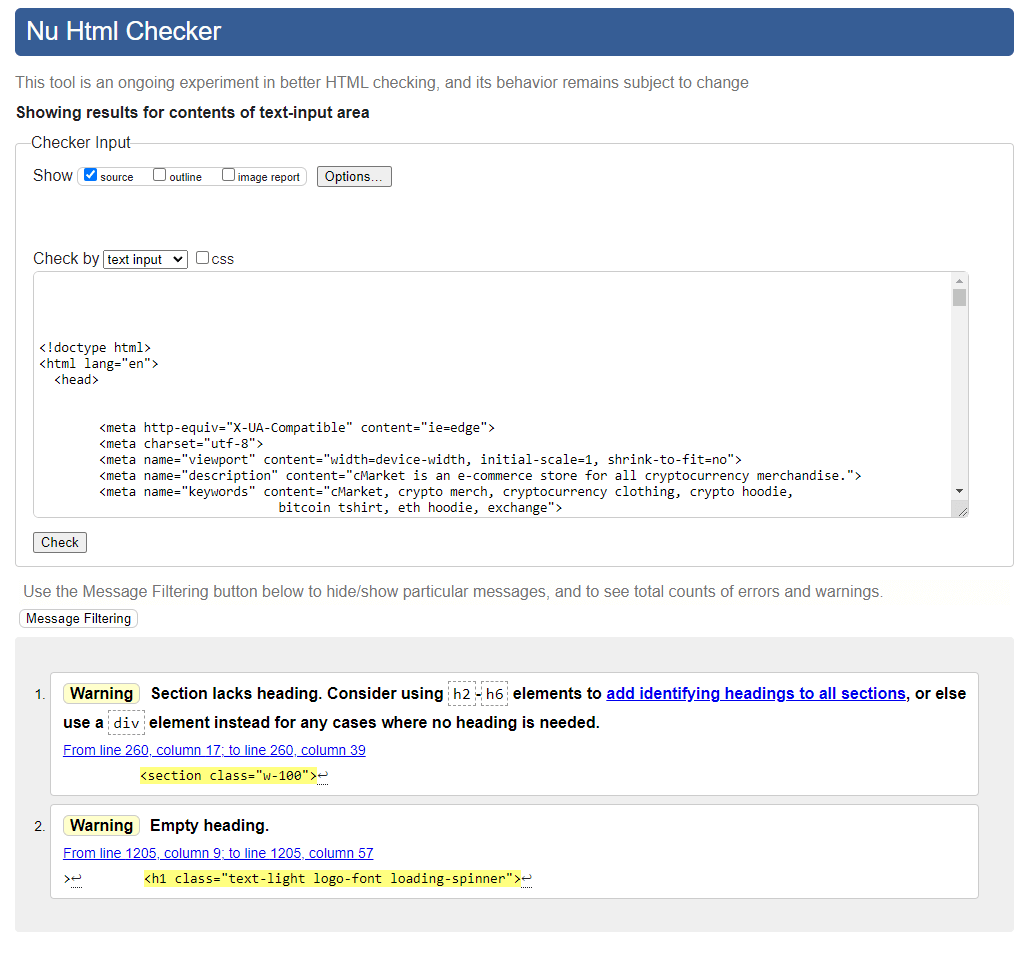 Nu Html Checker
This tool is an ongoing experiment in better HTML checking, and its behavior remains subject to change
Showing results for contents of text-input area
Checker Input
Show source outline image report Options...
Check by text input css
<!doctype html>
<html lang="en">
<head>
<meta http-equiv="X-UA-Compatible" content="ie=edge">
<meta charset="utf-8">
<meta name="viewport" content="width=device-width, initial-scale=1, shrink-to-fit=no">
<meta name="description" content="cMarket is an e-commerce store for all cryptocurrency merchandise.">
<meta name="keywords" content="cMarket, crypto merch, cryptocurrency clothing, crypto hoodie,
bitcoin tshirt, eth hoodie, exchange">
Check
Use the Message Filtering button below to hide/show particular messages, and to see total counts of errors and warnings.
Message Filtering
1. Warning Section lacks heading. Consider using h2-h6 elements to add identifying headings to all sections, or else
use a div element instead for any cases where no heading is needed.
From line 260, column 17; to line 260, column 39
<section class="w-100">↩
2. Warning Empty heading.
From line 1205, column 9; to line 1205, column 57
>↩ <h1 class="text-light logo-font loading-spinner">↩